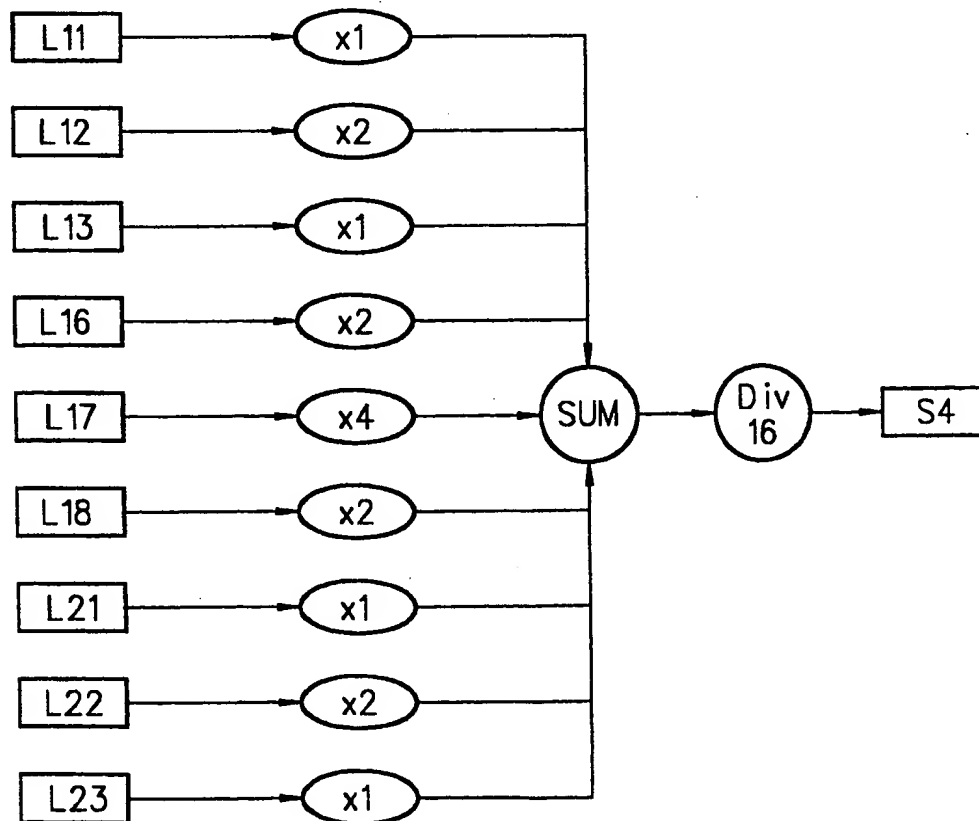 L11 x1
L12 x2
L13 x1
L16 x2
L17 x4 SUM Div 16 S4
L18 x2
L21 x1
L22 x2
L23 x1